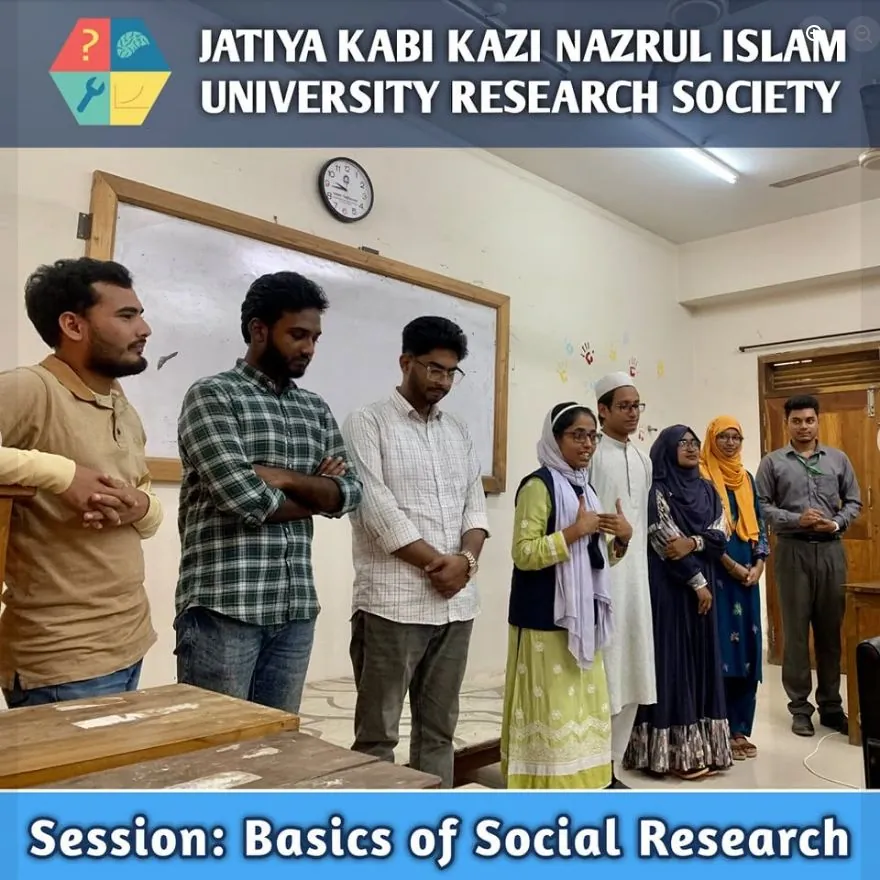 ?
JATIYA KABI KAZI NAZRUL ISLAM
UNIVERSITY RESEARCH SOCIETY
Session: Basics of Social Research